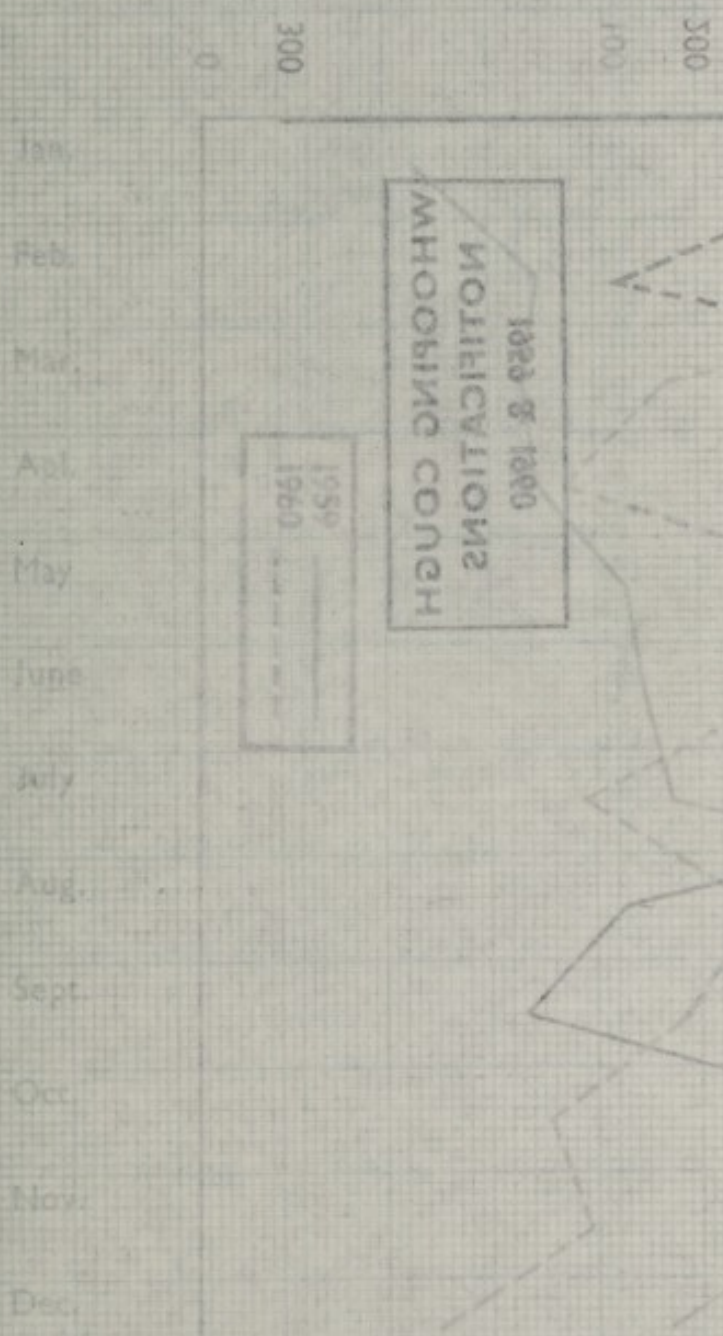 300
0
100
200
Jan.
Feb.
Mar.
Apl.
May
June
July
Aug.
Sept.
Oct.
Nov.
Dec.
WHOOPING COUGH
NOTIFICATIONS
1959 & 1960
1959
1960